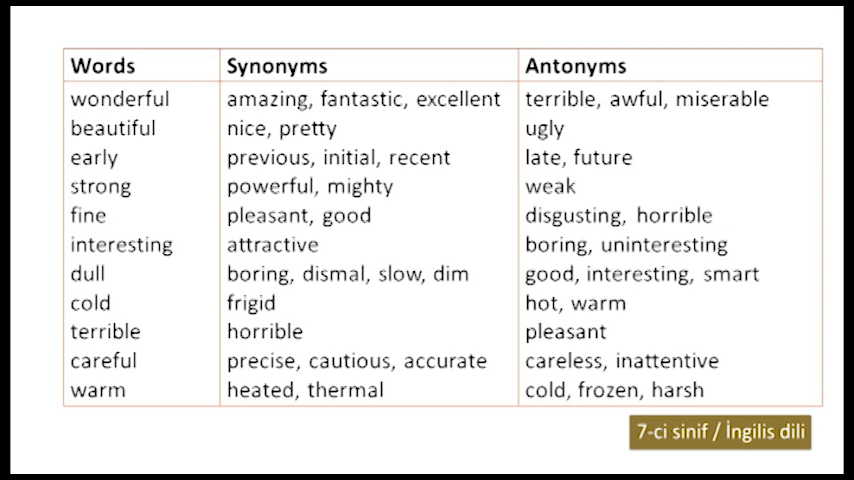 Words Synonyms Antonyms
wonderful amazing, fantastic, excellent terrible, awful, miserable
beautiful nice, pretty ugly
early previous, initial, recent late, future
strong powerful, mighty weak
fine pleasant, good disgusting, horrible
interesting attractive boring, uninteresting
dull boring, dismal, slow, dim good, interesting, smart
cold frigid hot, warm
terrible horrible pleasant
careful precise, cautious, accurate careless, inattentive
warm heated, thermal cold, frozen, harsh
7-ci sinif / İngilis dili